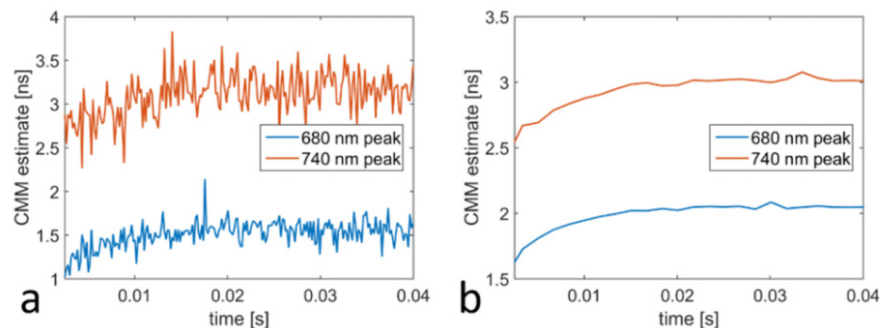 4
3.5
3
2.5
2
1.5
1
CMM estimate [ns]
680 nm peak
740 nm peak
0.01
0.02
0.03
0.04
time [s]
a
3.5
3
2.5
2
1.5
CMM estimate [ns]
680 nm peak
740 nm peak
0.01
0.02
0.03
0.04
time [s]
b